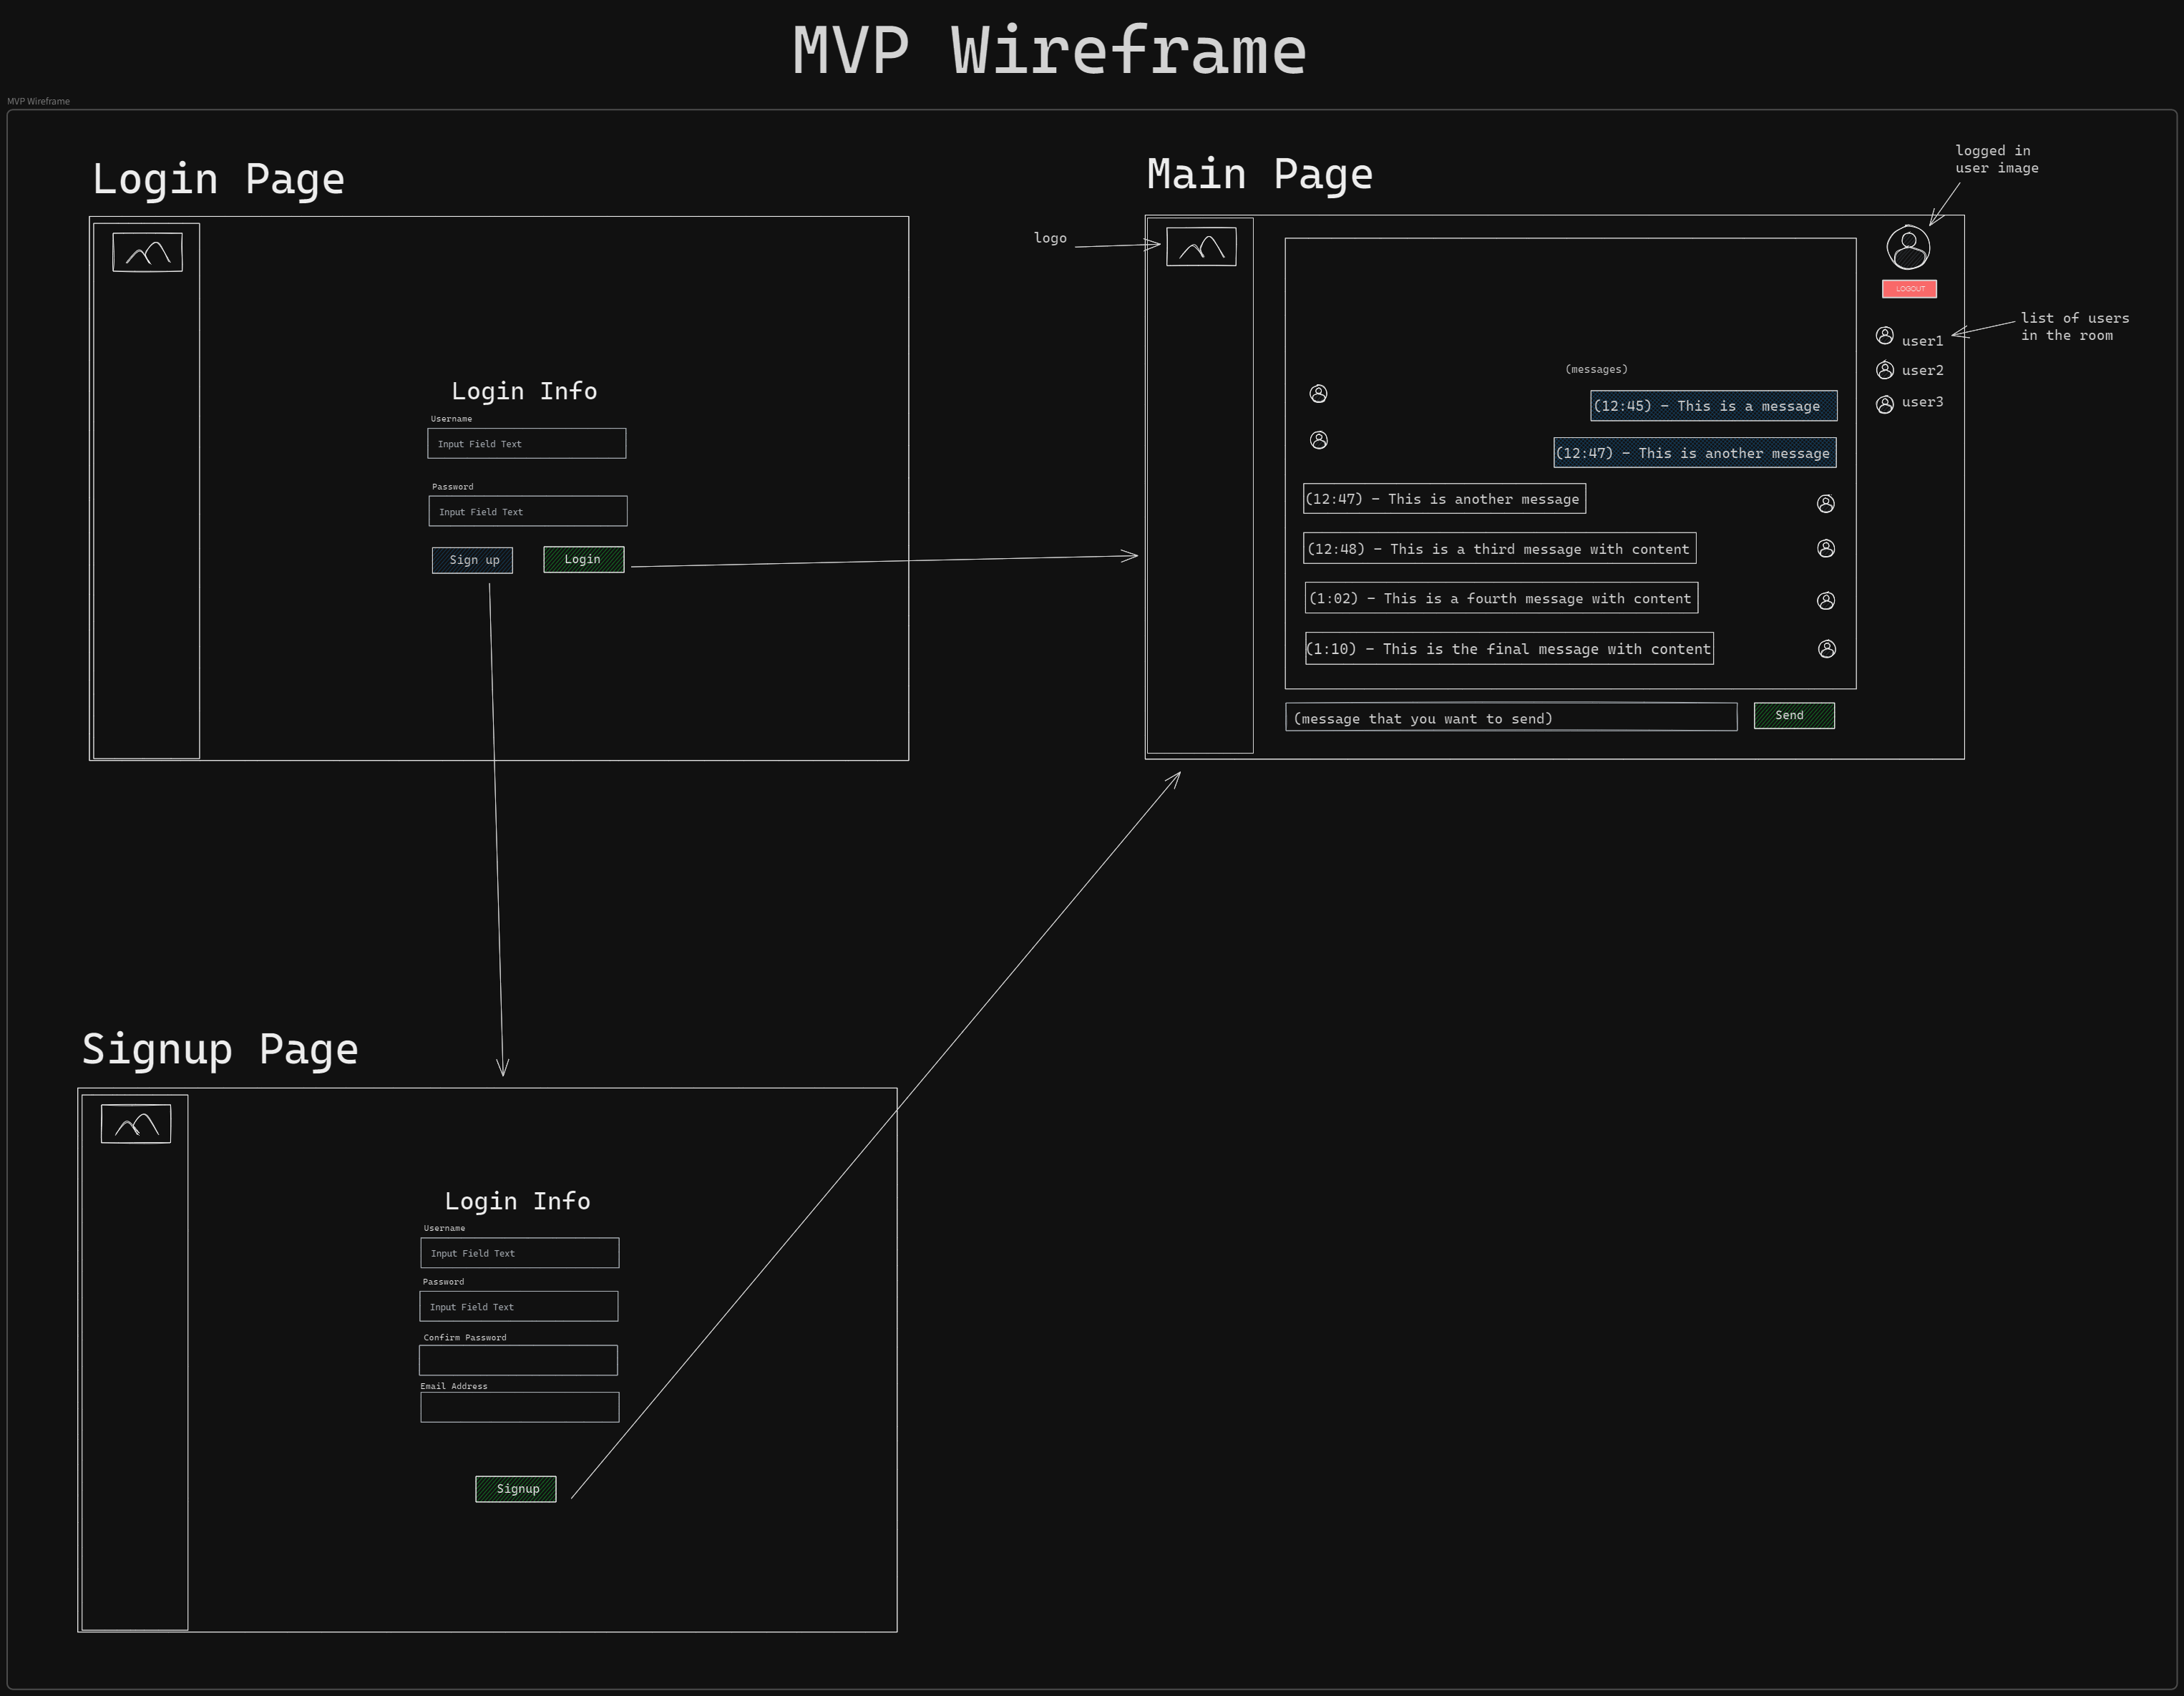 MVP Wireframe
MVP Wireframe
Login Page
Login Info
Username
Input Field Text
Password
Input Field Text
Sign up
Login
Main Page
logged in
user image
logo
LOGOUT
list of users
in the room
user1
user2
user3
(messages)
(12:45) - This is a message
(12:47) - This is another message
(12:47) - This is another message
(12:48) - This is a third message with content
(1:02) - This is a fourth message with content
(1:10) - This is the final message with content
(message that you want to send)
Send
Signup Page
Login Info
Username
Input Field Text
Password
Input Field Text
Confirm Password
Email Address
Signup